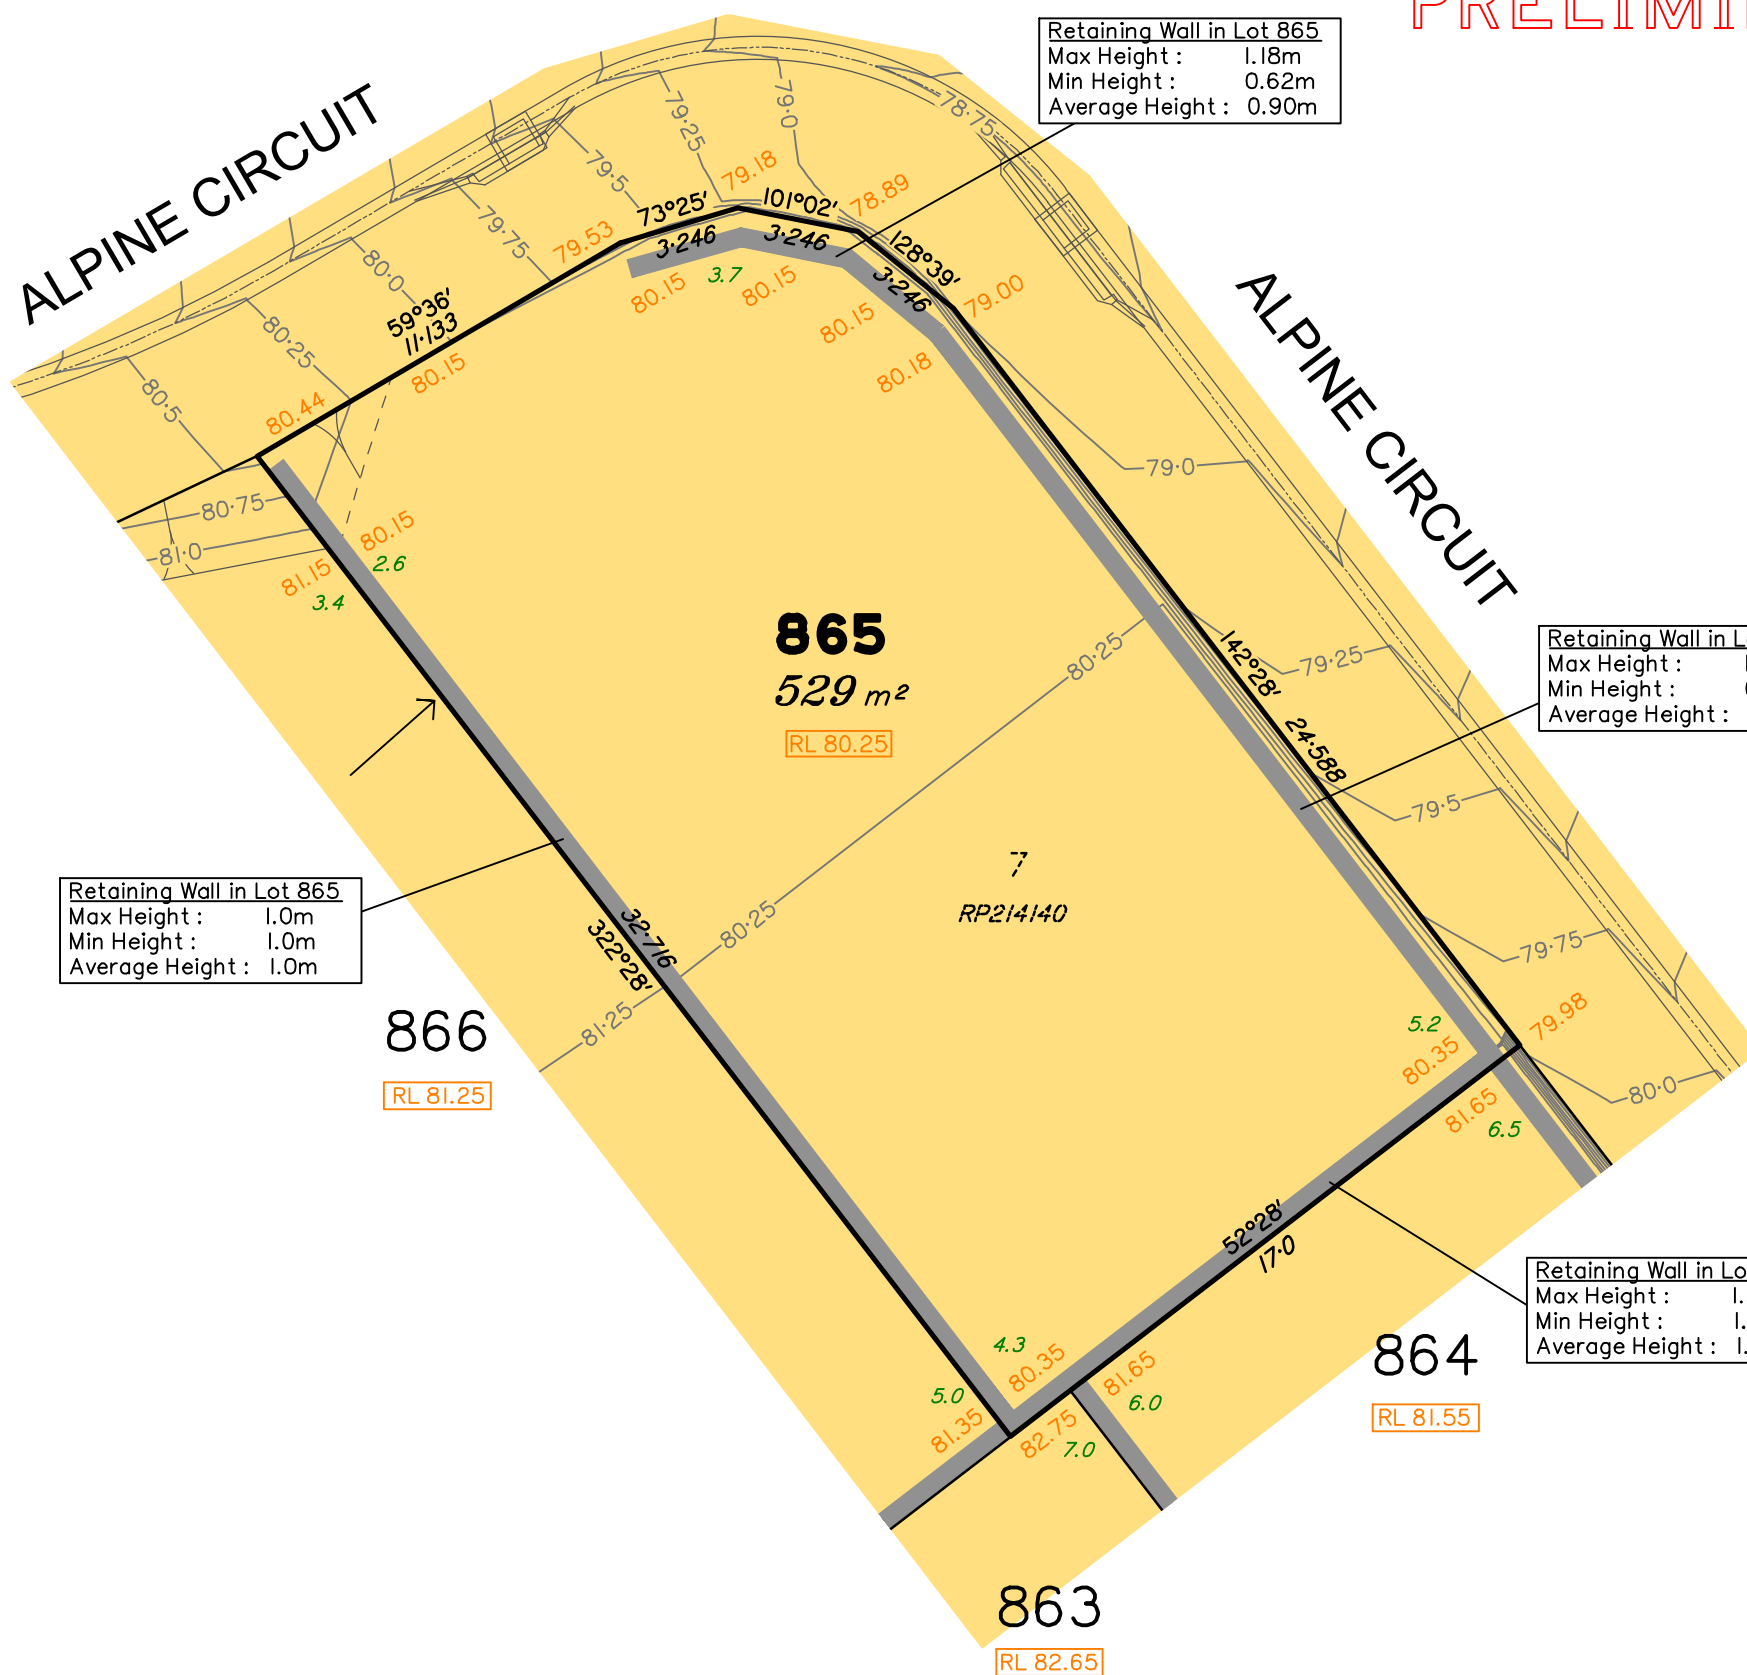 PRELIMI
Retaining Wall in Lot 865
Max Height : 1.18m
Min Height : 0.62m
Average Height : 0.90m
ALPINE CIRCUIT
78·75
79·0
79·25
79·5
79·75
80·0
80·25
80·5
79.18
78.89
79.53
73°25'
101°02'
3·246
3·246
128°39'
3·246
79.00
80.15
3.7
80.15
80.15
80.18
59°36'
11·133
80.15
80.44
ALPINE CIRCUIT
79·0
80·75
81·0
80.15
2.6
81.15
3.4
865
529 m²
RL 80.25
80·25
142°28'
24·588
79·25
Retaining Wall in L
Max Height :
Min Height :
Average Height :
79·5
7
RP214140
80·25
79·75
Retaining Wall in Lot 865
Max Height : 1.0m
Min Height : 1.0m
Average Height : 1.0m
32·716
322°28'
81·25
866
RL 81.25
5.2
79.98
80.35
81.65
6.5
80·0
52°28'
17·0
Retaining Wall in Lo
Max Height : 1.
Min Height : 1.
Average Height : 1.
864
RL 81.55
4.3
80.35
81.65
6.0
5.0
81.35
82.75
7.0
863
RL 82.65